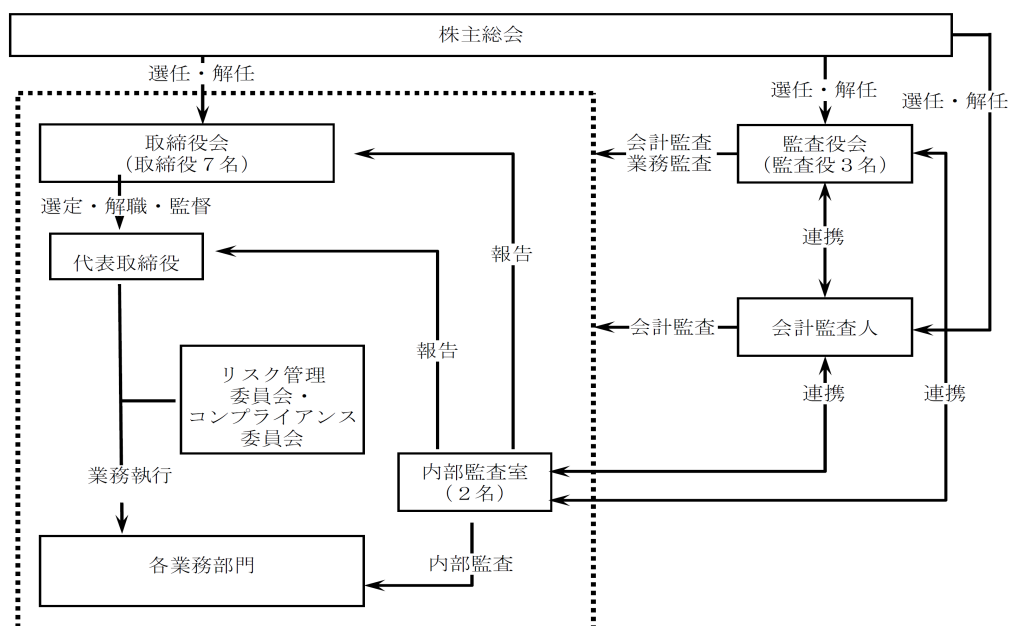 株主総会
選任・解任
選任・解任
選任・解任
取締役会
（取締役７名）
会計監査
業務監査
監査役会
（監査役３名）
選定・解職・監督
連携
報告
代表取締役
会計監査
会計監査人
報告
リスク管理
委員会・
コンプライアンス
委員会
連携
連携
業務執行
内部監査室
（２名）
各業務部門
内部監査